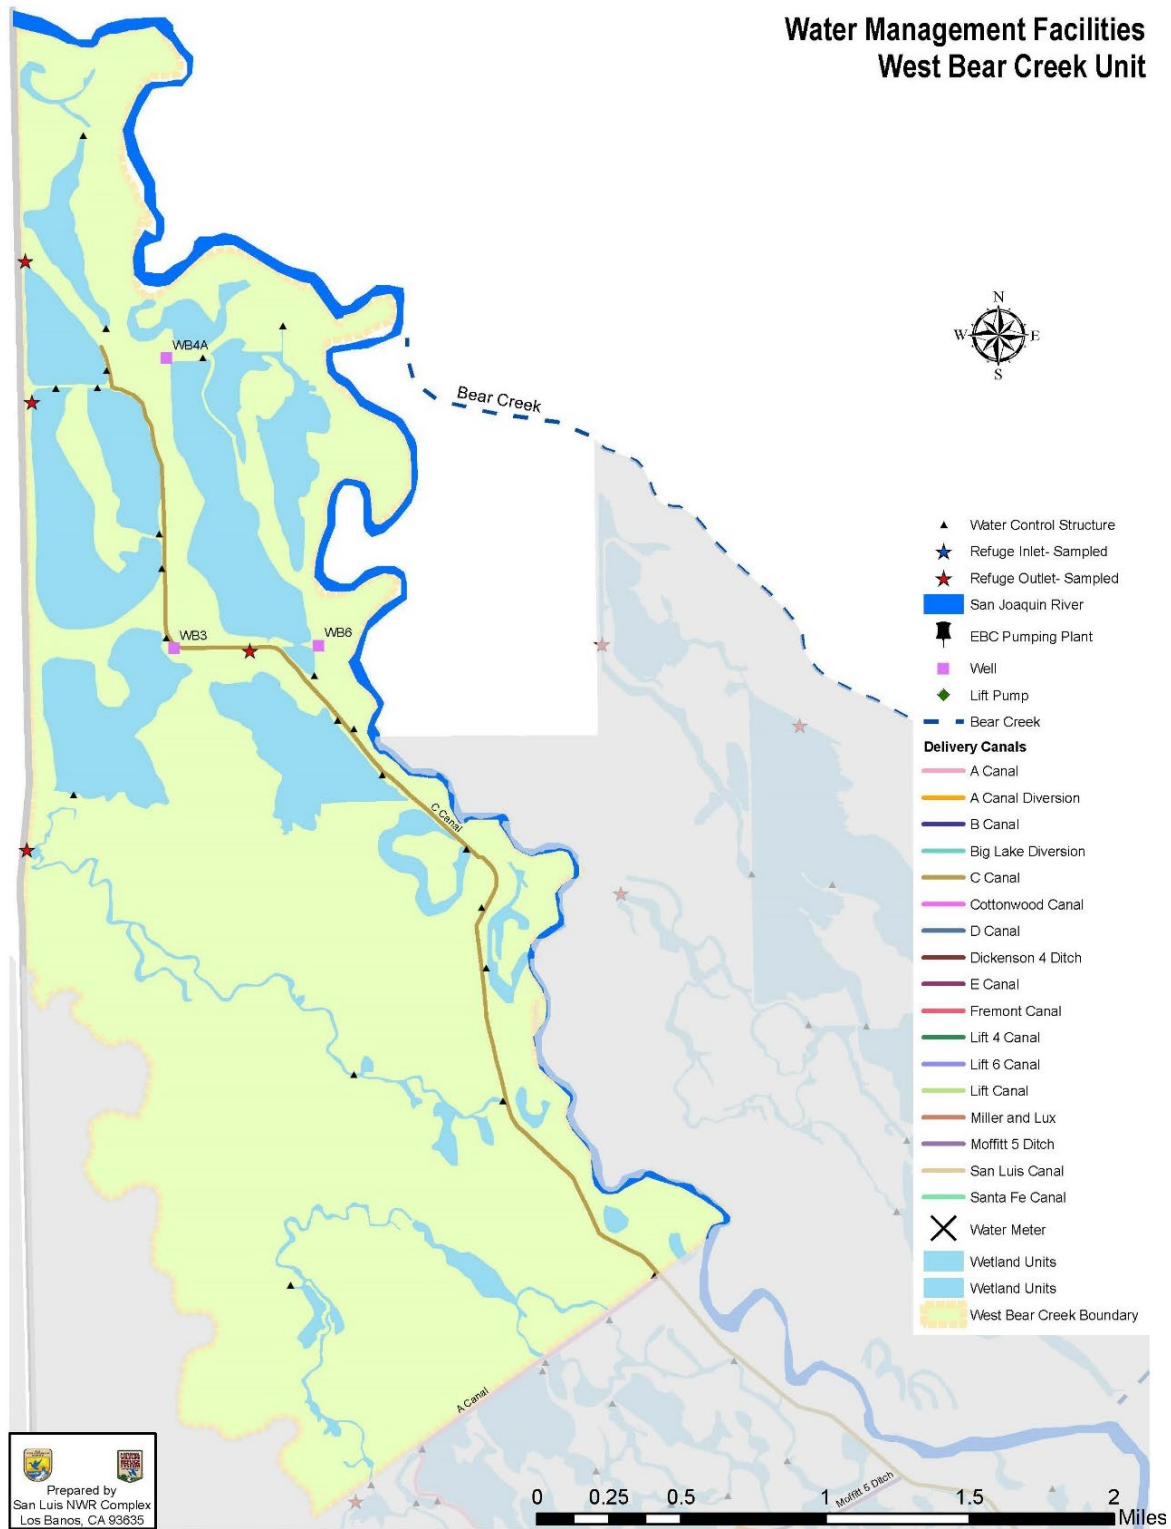 Water Management Facilities
West Bear Creek Unit
N
W
E
S
WB4A
Bear Creek
WB3
WB6
C Canal
A Canal
Moffitt 5 Ditch
Water Control Structure
Refuge Inlet- Sampled
Refuge Outlet- Sampled
San Joaquin River
EBC Pumping Plant
Well
Lift Pump
Bear Creek
Delivery Canals
A Canal
A Canal Diversion
B Canal
Big Lake Diversion
C Canal
Cottonwood Canal
D Canal
Dickenson 4 Ditch
E Canal
Fremont Canal
Lift 4 Canal
Lift 6 Canal
Lift Canal
Miller and Lux
Moffitt 5 Ditch
San Luis Canal
Santa Fe Canal
Water Meter
Wetland Units
Wetland Units
West Bear Creek Boundary
Prepared by
San Luis NWR Complex
Los Banos, CA 93635
0 0.25 0.5 1 1.5 2
Miles